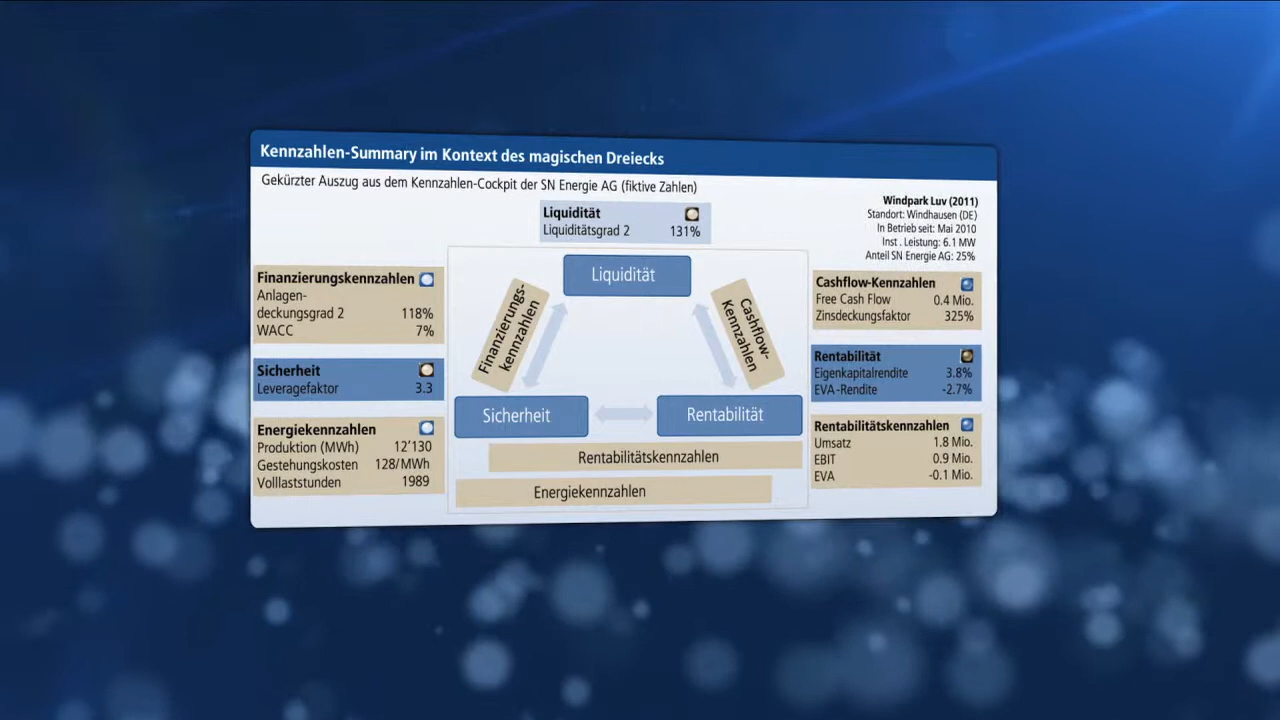 Kennzahlen-Summary im Kontext des magischen Dreiecks
Gekürzter Auszug aus dem Kennzahlen-Cockpit der SN Energie AG (fiktive Zahlen)
Windpark Luv (2011)
Standort: Windhausen (DE)
In Betrieb seit: Mai 2010
Inst . Leistung: 6.1 MW
Anteil SN Energie AG: 25%
Liquidität
Liquiditätsgrad 2 131%
Finanzierungskennzahlen
Anlagen-
deckungsgrad 2 118%
WACC 7%
Sicherheit
Leveragefaktor 3.3
Energiekennzahlen
Produktion (MWh) 12'130
Gestehungskosten 128/MWh
Volllaststunden 1989
Liquidität
Finanzierungs-
kennzahlen
Cashflow-
Kennzahlen
Sicherheit
Rentabilität
Rentabilitätskennzahlen
Energiekennzahlen
Cashflow-Kennzahlen
Free Cash Flow 0.4 Mio.
Zinsdeckungsfaktor 325%
Rentabilität
Eigenkapitalrendite 3.8%
EVA-Rendite -2.7%
Rentabilitätskennzahlen
Umsatz 1.8 Mio.
EBIT 0.9 Mio.
EVA -0.1 Mio.